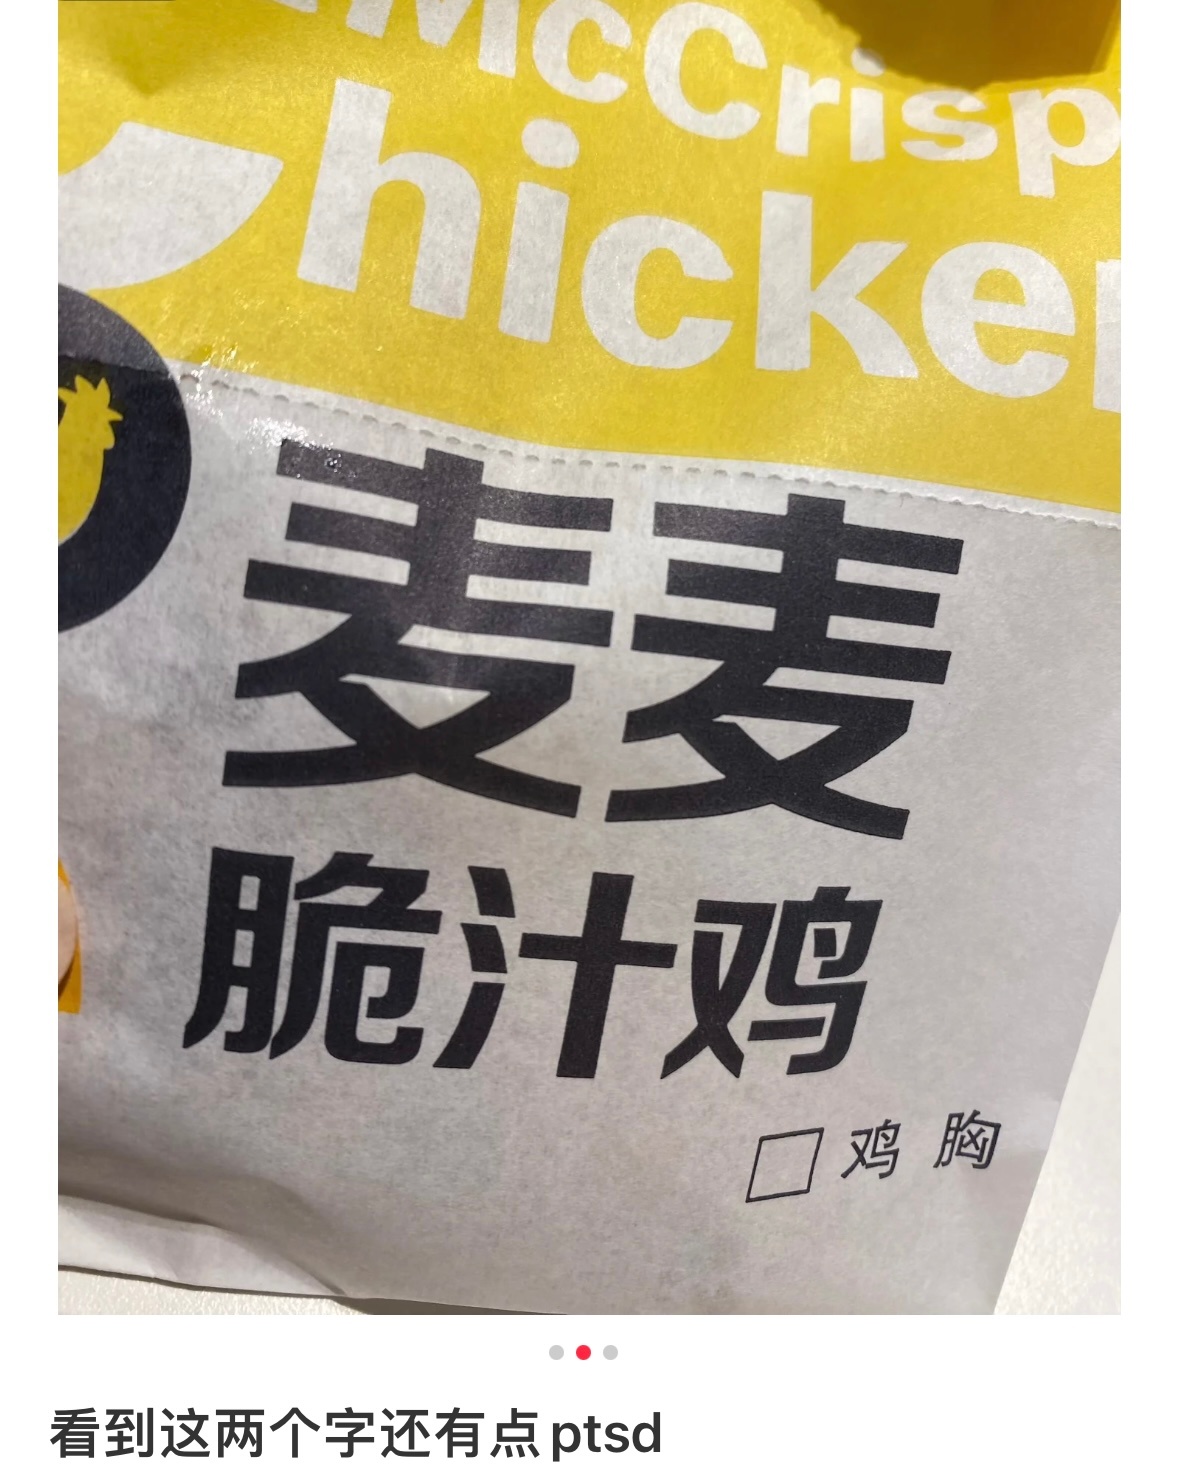 McCrisp
Chicken
麦麦
脆汁鸡
鸡胸
看到这两个字还有点ptsd